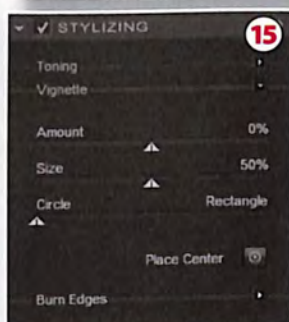 STYLIZING
15
Toning
Vignette
Amount 0%
Size 50%
Circle Rectangle
Place Center
Burn Edges